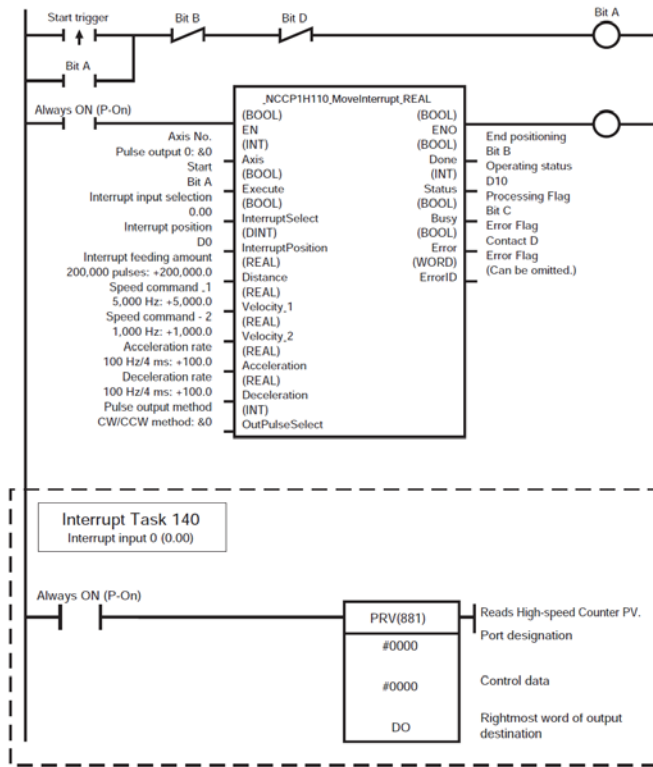 Start trigger
Bit B
Bit D
Bit A
Bit A
Always ON (P-On)
_NCCP1H110_MoveInterrupt_REAL
(BOOL)
(BOOL)
EN
ENO
Axis No.
(INT)
(BOOL)
End positioning
Pulse output 0: &0
Axis
Done
Bit B
Start
(BOOL)
(INT)
Operating status
Bit A
Execute
Status
D10
Interrupt input selection
(BOOL)
(BOOL)
Processing Flag
0.00
InterruptSelect
Busy
Bit C
Interrupt position
(DINT)
(BOOL)
Error Flag
D0
InterruptPosition
Error
Contact D
Interrupt feeding amount
(REAL)
(WORD)
Error Flag
200,000 pulses: +200,000.0
Distance
ErrorID
(Can be omitted.)
Speed command .1
(REAL)
5,000 Hz: +5,000.0
Velocity_1
Speed command - 2
(REAL)
1,000 Hz: +1,000.0
Velocity_2
Acceleration rate
(REAL)
100 Hz/4 ms: +100.0
Acceleration
Deceleration rate
(REAL)
100 Hz/4 ms: +100.0
Deceleration
Pulse output method
(INT)
CW/CCW method: &0
OutPulseSelect
Interrupt Task 140
Interrupt input 0 (0.00)
Always ON (P-On)
PRV(881)
Reads High-speed Counter PV.
#0000
Port designation
#0000
Control data
DO
Rightmost word of output
destination